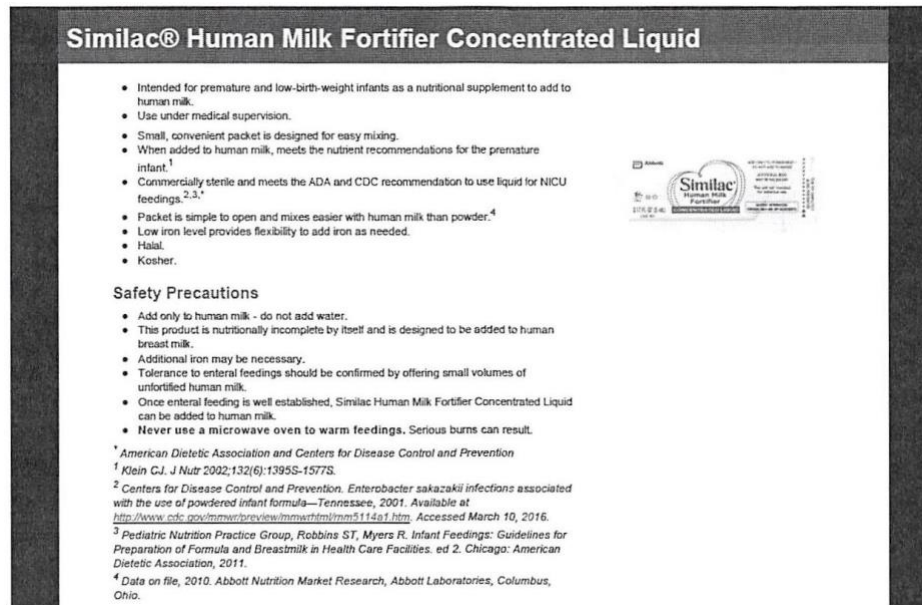 Similac® Human Milk Fortifier Concentrated Liquid
• Intended for premature and low-birth-weight infants as a nutritional supplement to add to
human milk.
• Use under medical supervision.
• Small, convenient packet is designed for easy mixing.
• When added to human milk, meets the nutrient recommendations for the premature
infant.1
• Commercially sterile and meets the ADA and CDC recommendation to use liquid for NICU
feedings.2,3,*
• Packet is simple to open and mixes easier with human milk than powder.4
• Low iron level provides flexibility to add iron as needed.
• Halal.
• Kosher.
Abbott
Similac
Human Milk
Fortifier
CONCENTRATED LIQUID
Safety Precautions
• Add only to human milk - do not add water.
• This product is nutritionally incomplete by itself and is designed to be added to human
breast milk.
• Additional iron may be necessary.
• Tolerance to enteral feedings should be confirmed by offering small volumes of
unfortified human milk.
• Once enteral feeding is well established, Similac Human Milk Fortifier Concentrated Liquid
can be added to human milk.
• Never use a microwave oven to warm feedings. Serious burns can result.
* American Dietetic Association and Centers for Disease Control and Prevention
1 Klein CJ. J Nutr 2002;132(6):1395S-1577S.
2 Centers for Disease Control and Prevention. Enterobacter sakazakii infections associated
with the use of powdered infant formula—Tennessee, 2001. Available at
http://www.cdc.gov/mmwr/preview/mmwrhtml/mm5114a1.htm. Accessed March 10, 2016.
3 Pediatric Nutrition Practice Group, Robbins ST, Myers R. Infant Feedings: Guidelines for
Preparation of Formula and Breastmilk in Health Care Facilities. ed 2. Chicago: American
Dietetic Association, 2011.
4 Data on file, 2010. Abbott Nutrition Market Research, Abbott Laboratories, Columbus,
Ohio.